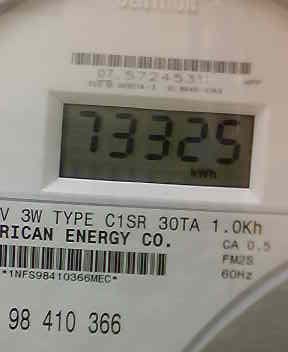 73325
kWh
V 3W TYPE C1SR 30TA 1.0Kh
RICAN ENERGY CO.
CA 0.5
FM2S
60Hz
*1NFS98410366MEC*
98 410 366